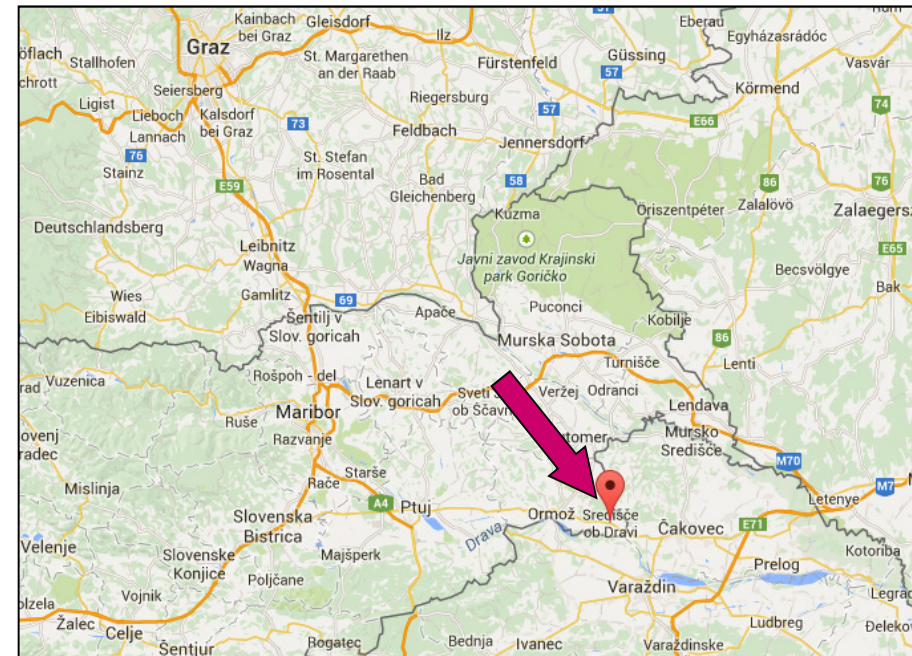 Kainbach
bei Graz
Gleisdorf
Ilz
Eberau
Egyházasrádóc
Graz
Stallhofen
St. Margarethen
an der Raab
Fürstenfeld
Güssing
57
Vasvár
Körmend
Seiersberg
Ligist
Lieboch
Kalsdorf
bei Graz
Lannach
73
Riegersburg
57
74
E66
Feldbach
Jennersdorf
76
Stainz
St. Stefan
im Rosental
E59
Bad
Gleichenberg
58
86
76
Kuzma
Őriszentpéter
Zalalövő
Deutschlandsberg
Leibnitz
Wagna
Javni zavod Krajinski
park Goričko
E65
Becsvölgye
Bak
Wies
Eibiswald
Gamlitz
69
Apače
Puconci
Kobilje
Šentilj v
Slov. goricah
Murska Sobota
86
Turnišče
Lenti
Vuzenica
Rošpoh - del
Lenart v
Slov. goricah
Sveti
ob Ščavn
Veržej
Odranci
Lendava
Ruše
Maribor
Razvanje
Mursko
Središče
M70
Mislinja
Rače
Starše
A4
Ptuj
Ormož
Središče
ob Dravi
Čakovec
E71
Letenye
M7
Slovenska
Bistrica
Drava
Velenje
Slovenske
Konjice
Majšperk
Kotoriba
Prelog
Vojnik
Poljčane
Varaždin
Žalec
Celje
Šentjur
Rogatec
Bednja
Ivanec
Varaždinske
Ludbreg